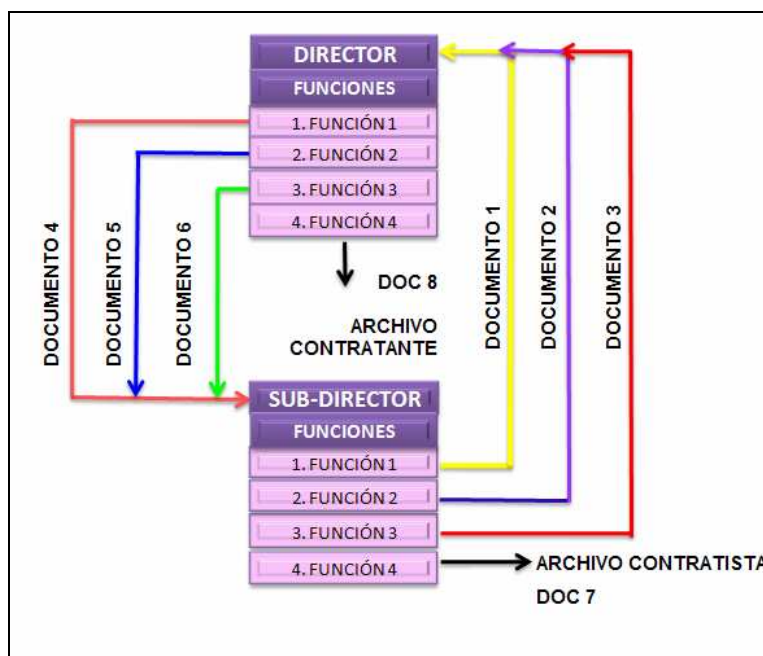 DIRECTOR
FUNCIONES
1. FUNCIÓN 1
2. FUNCIÓN 2
3. FUNCIÓN 3
4. FUNCIÓN 4
DOCUMENTO 4
DOCUMENTO 5
DOCUMENTO 6
DOC 8
ARCHIVO
CONTRATANTE
DOCUMENTO 1
DOCUMENTO 2
DOCUMENTO 3
SUB-DIRECTOR
FUNCIONES
1. FUNCIÓN 1
2. FUNCIÓN 2
3. FUNCIÓN 3
4. FUNCIÓN 4
ARCHIVO CONTRATISTA
DOC 7